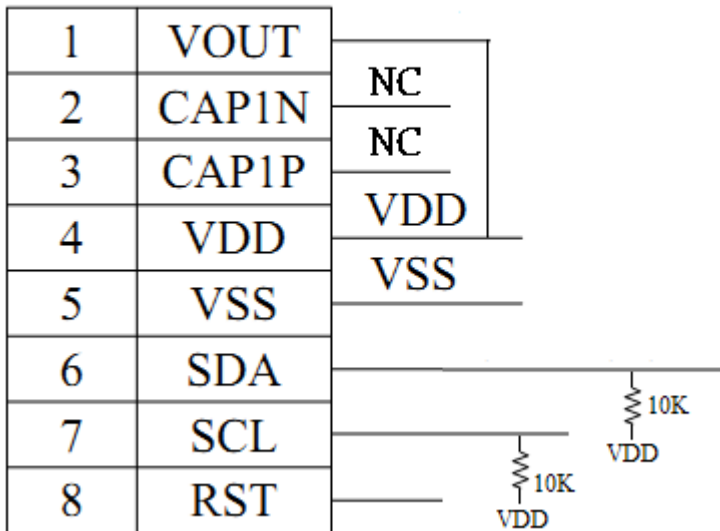 1 VOUT
2 CAP1N NC
3 CAP1P NC
4 VDD VDD
5 VSS VSS
6 SDA
10K
VDD
7 SCL
10K
VDD
8 RST